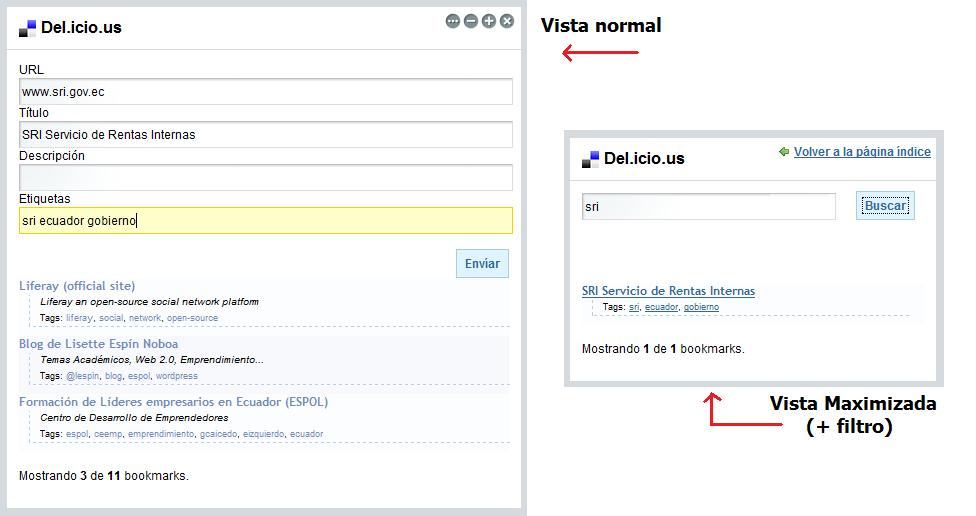 Del.icio.us
URL
www.sri.gov.ec
Título
SRI Servicio de Rentas Internas
Descripción
Etiquetas
sri ecuador gobierno
Enviar
Liferay (official site)
Liferay an open-source social network platform
Tags: liferay, social, network, open-source
Blog de Lisette Espín Noboa
Temas Académicos, Web 2.0, Emprendimiento...
Tags: @lespin, blog, espol, wordpress
Formación de Líderes empresarios en Ecuador (ESPOL)
Centro de Desarrollo de Emprendedores
Tags: espol, ceemp, emprendimiento, gcaicedo, eizquierdo, ecuador
Mostrando 3 de 11 bookmarks.
Vista normal
Del.icio.us
Volver a la página índice
sri
Buscar
SRI Servicio de Rentas Internas
Tags: sri, ecuador, gobierno
Mostrando 1 de 1 bookmarks.
Vista Maximizada
(+ filtro)